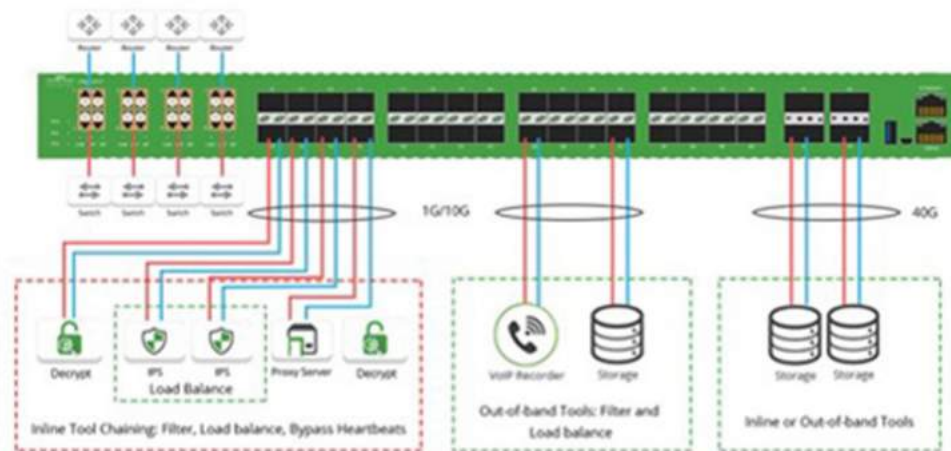 Router Router Router Router
Switch Switch Switch Switch
1G/10G
40G
Decrypt
IPS
IPS
Proxy Server
Decrypt
Load Balance
Inline Tool Chaining: Filter, Load balance, Bypass Heartbeats
VoIP Recorder
Storage
Out-of-band Tools: Filter and
Load balance
Storage
Storage
Inline or Out-of-band Tools